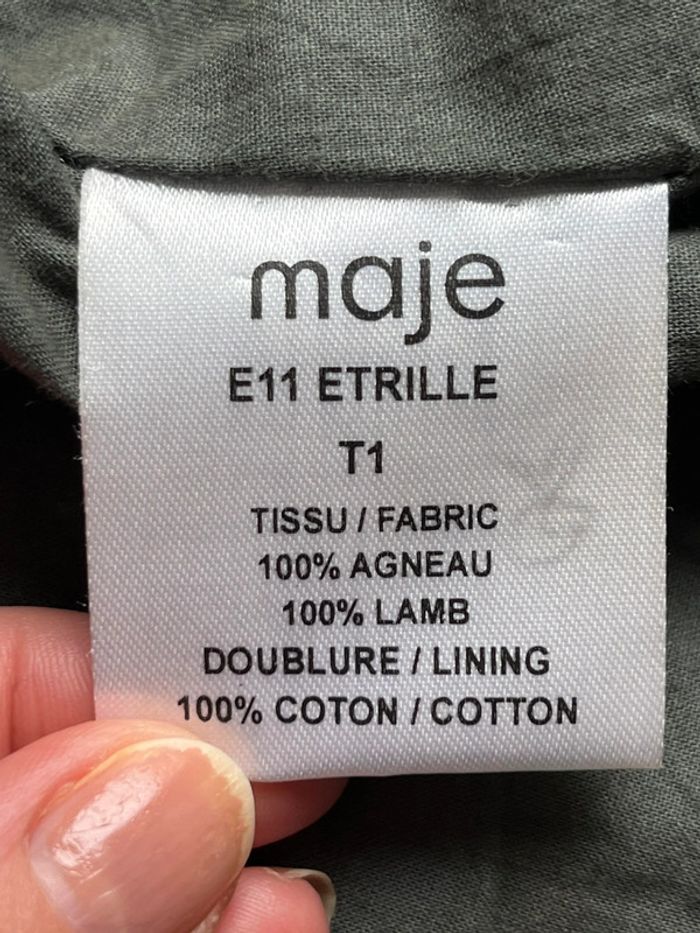 maje
E11 ETRILLE
T1
TISSU / FABRIC
100% AGNEAU
100% LAMB
DOUBLURE / LINING
100% COTON / COTTON